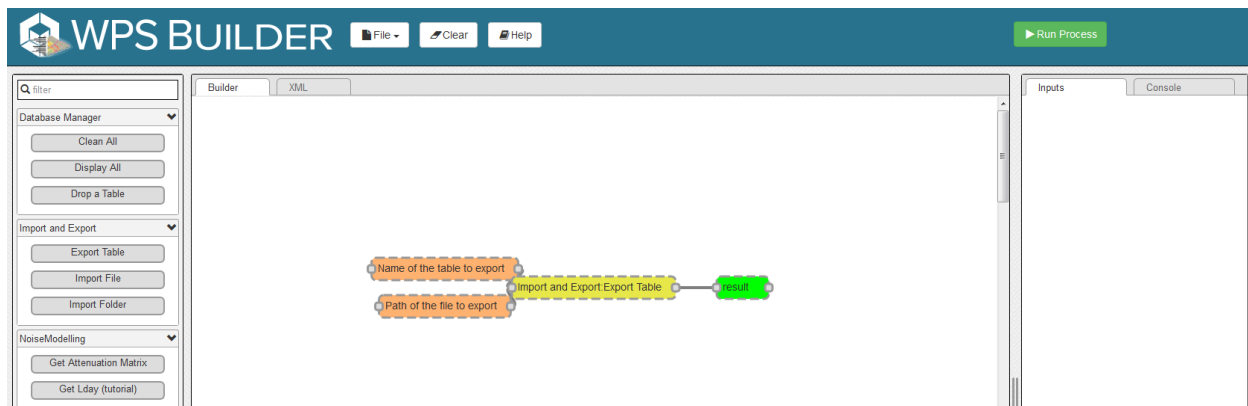 WPS BUILDER
File
Clear
Help
Run Process
filter
Database Manager
Clean All
Display All
Drop a Table
Import and Export
Export Table
Import File
Import Folder
NoiseModelling
Get Attenuation Matrix
Get Lday (tutorial)
Builder
XML
Name of the table to export
Path of the file to export
Import and Export:Export Table
result
Inputs
Console